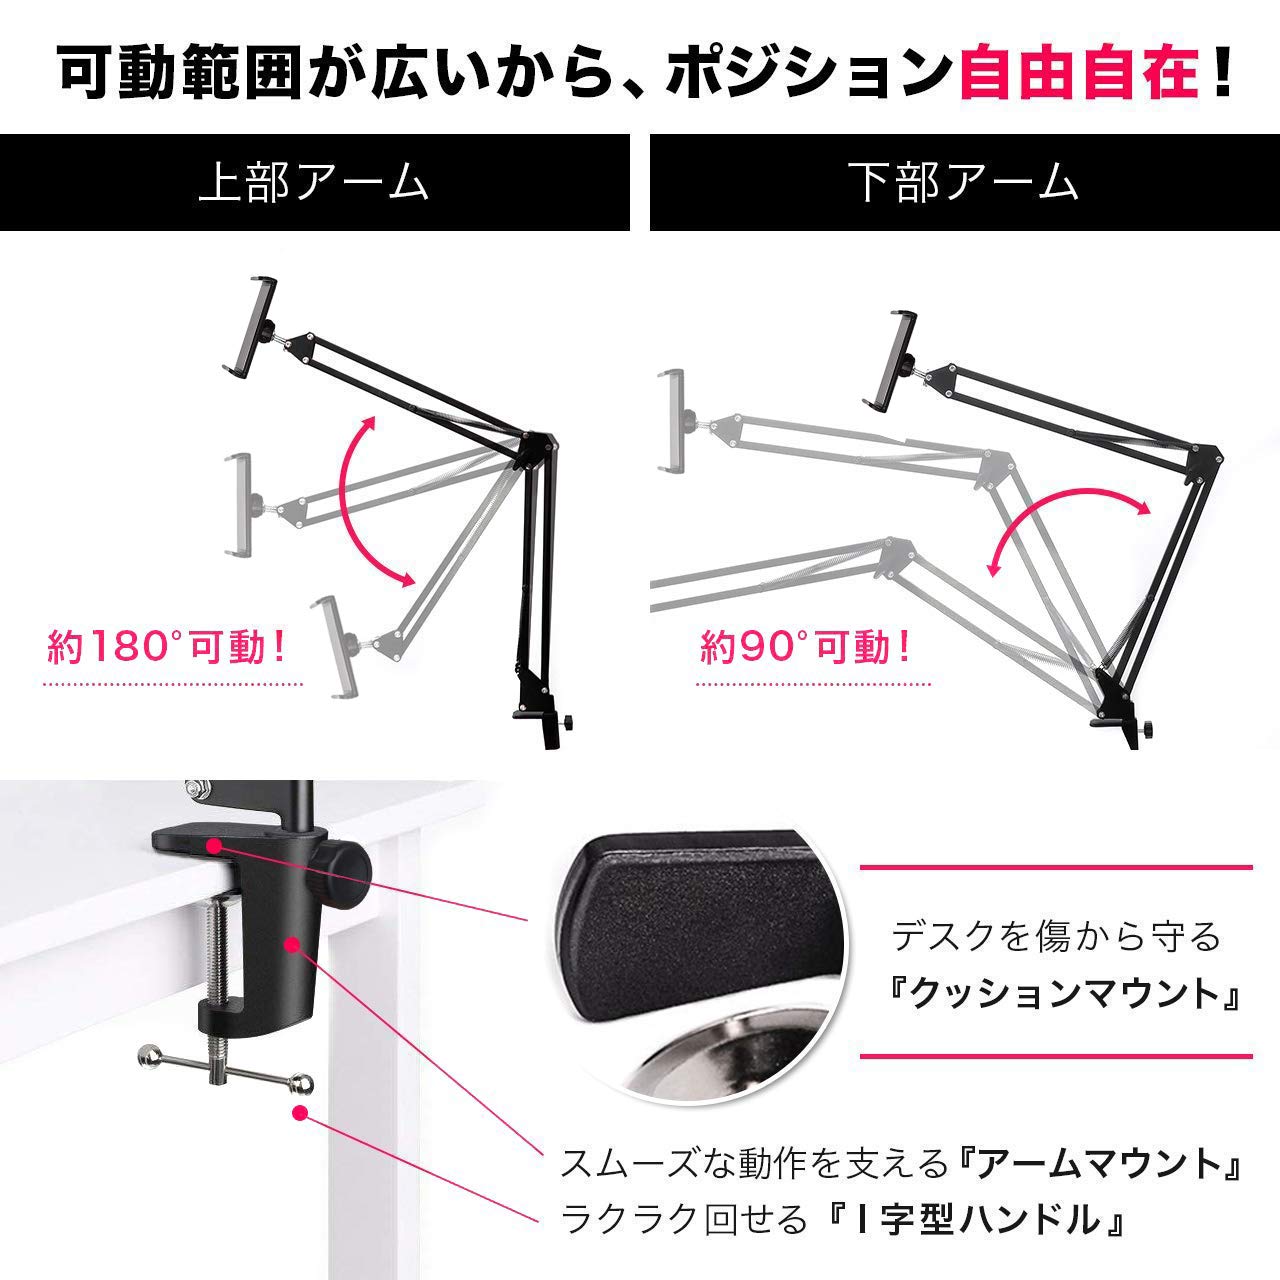 可動範囲が広いから、ポジション自由自在！
上部アーム
下部アーム
約180°可動！
約90°可動！
デスクを傷から守る
『クッションマウント』
スムーズな動作を支える『アームマウント』
ラクラク回せる『I字型ハンドル』